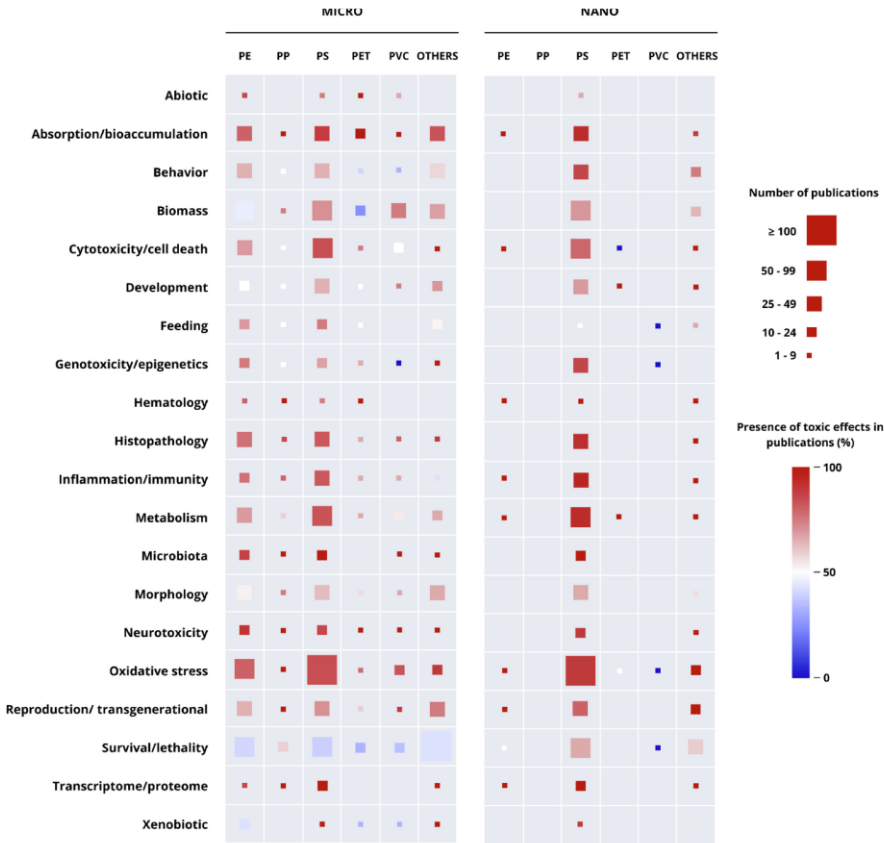 MICRO
NANO
PE PP PS PET PVC OTHERS
PE PP PS PET PVC OTHERS
Abiotic
Absorption/bioaccumulation
Behavior
Biomass
Cytotoxicity/cell death
Development
Feeding
Genotoxicity/epigenetics
Hematology
Histopathology
Inflammation/immunity
Metabolism
Microbiota
Morphology
Neurotoxicity
Oxidative stress
Reproduction/ transgenerational
Survival/lethality
Transcriptome/proteome
Xenobiotic
Number of publications
≥ 100
50 - 99
25 - 49
10 - 24
1 - 9
Presence of toxic effects in
publications (%)
100
50
0